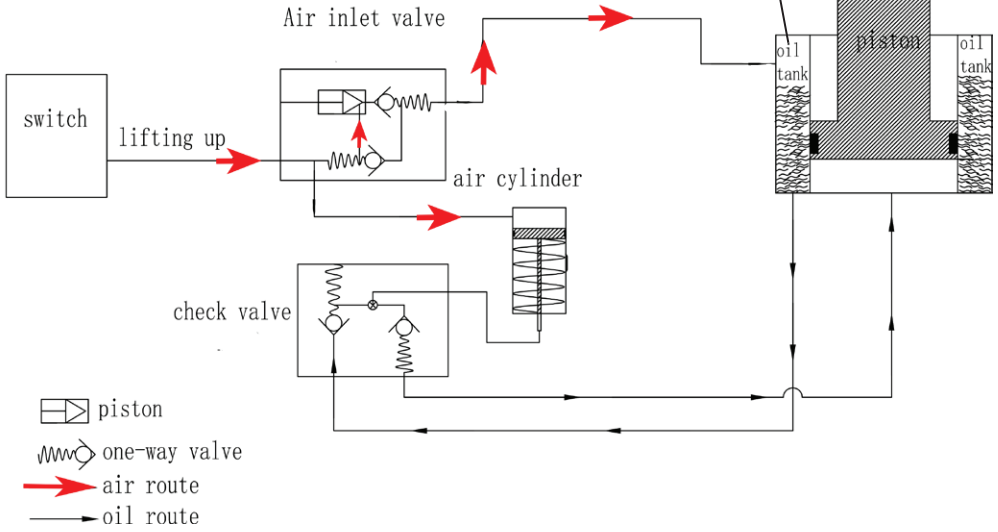 Air inlet valve
piston
oil
tank
oil
tank
switch
lifting up
air cylinder
check valve
piston
one-way valve
air route
oil route